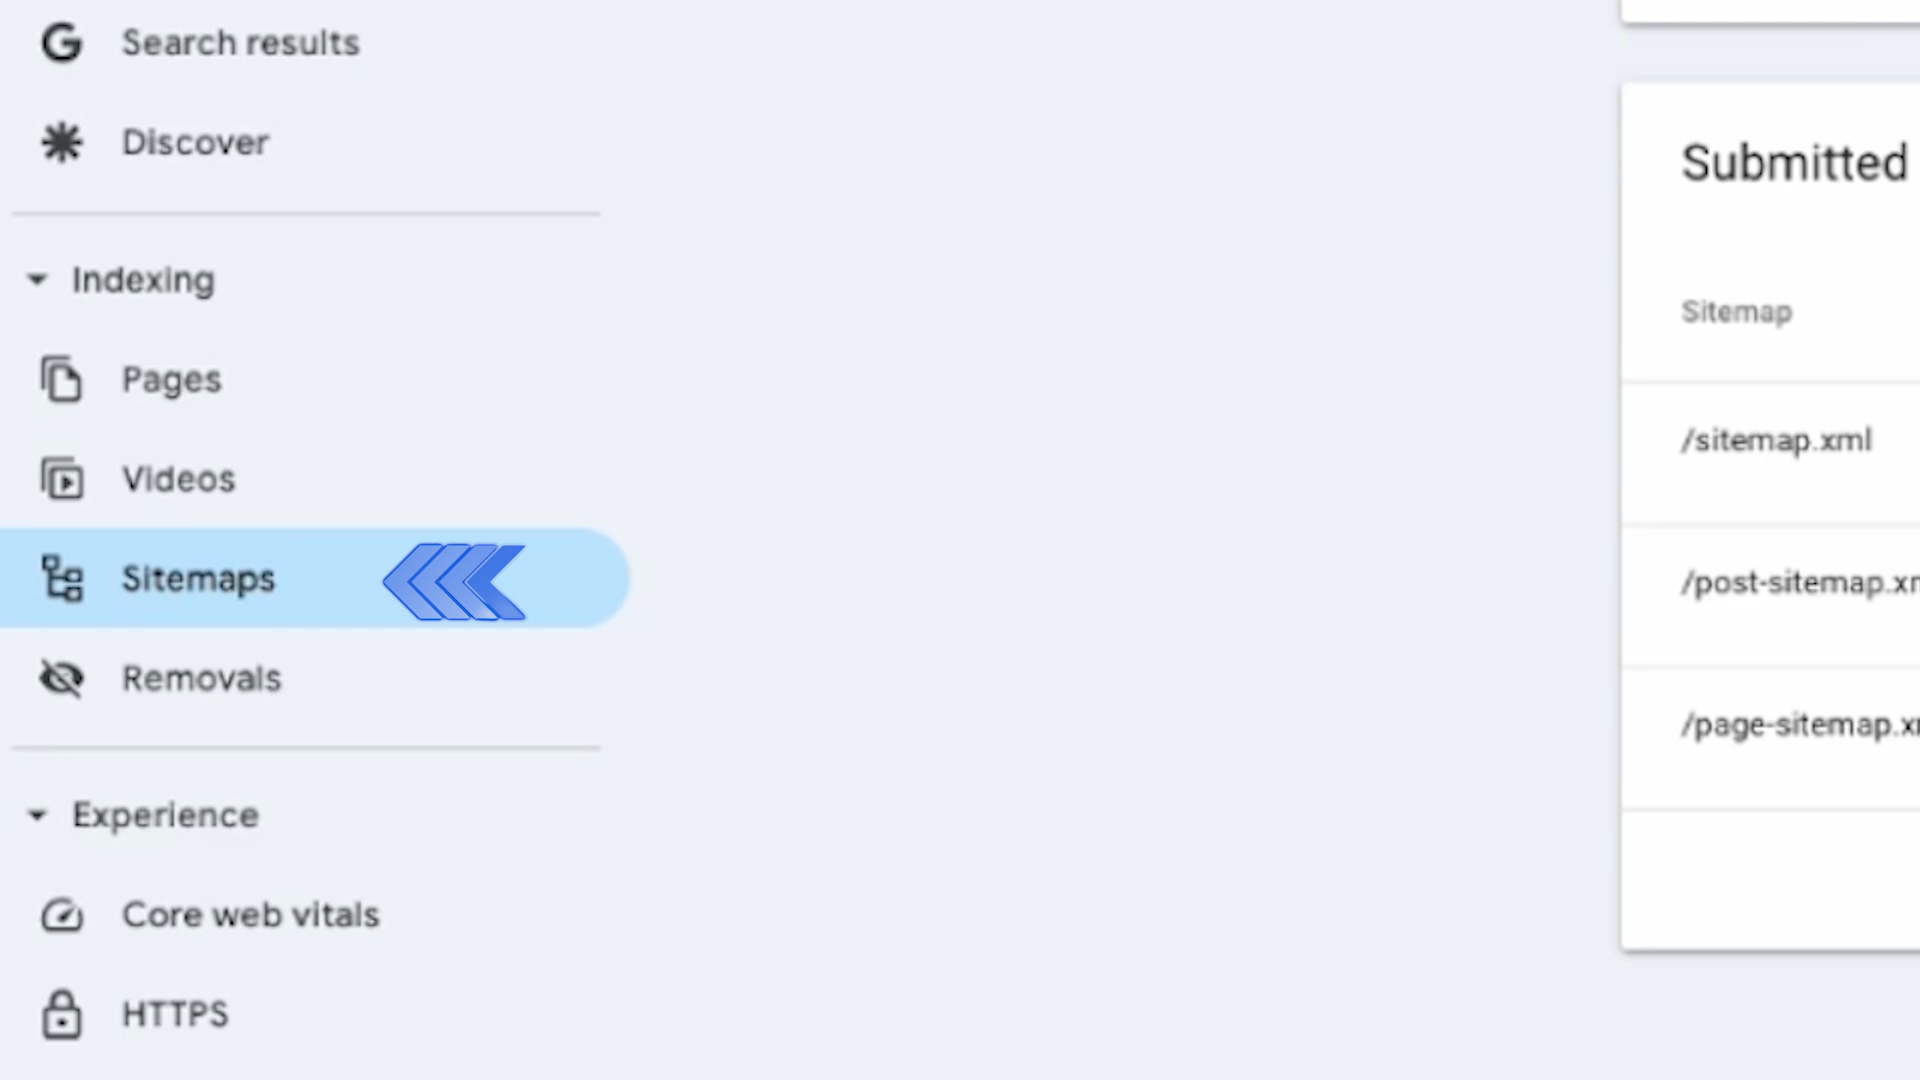 Search results
Discover
Indexing
Pages
Videos
Sitemaps
Removals
Experience
Core web vitals
HTTPS
Submitted
Sitemap
/sitemap.xml
/post-sitemap.x
/page-sitemap.x